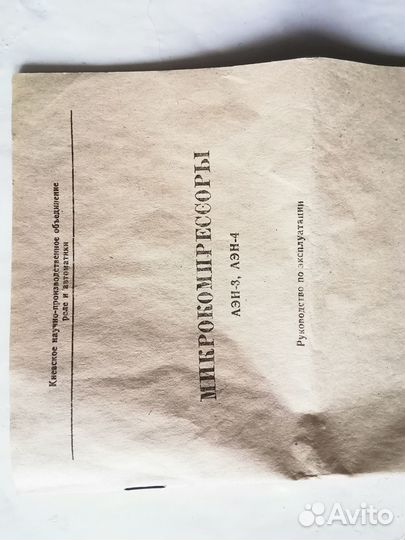 Киевское научно-производственное объединение
реле и автоматики
МИКРОКОМПРЕССОРЫ
АЭН-3, АЭН-4
Руководство по эксплуатации
Avito